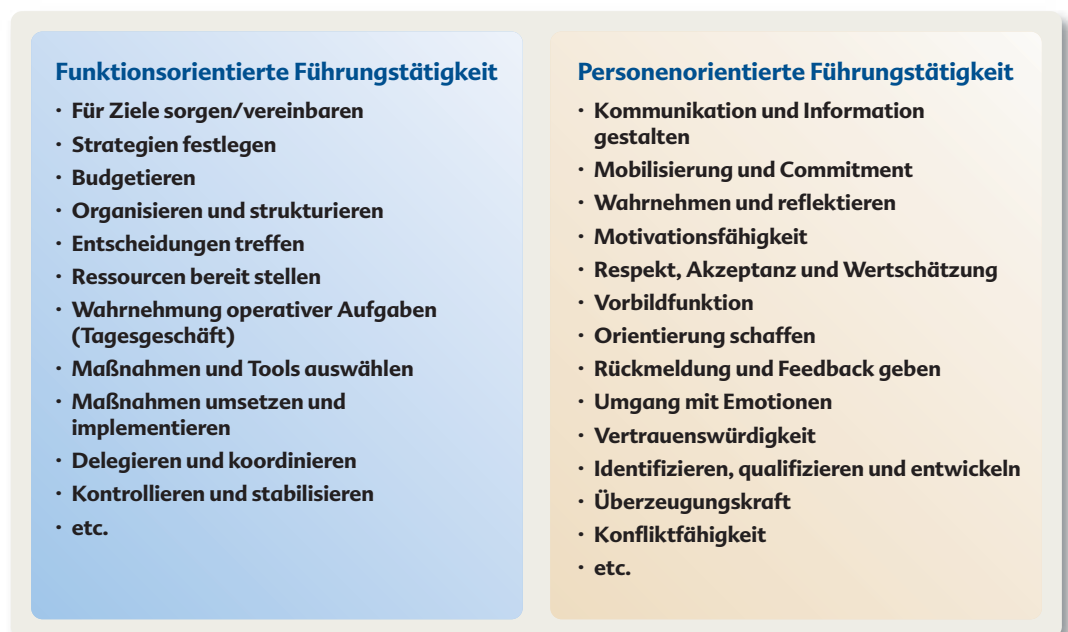 Funktionsorientierte Führungstätigkeit
· Für Ziele sorgen/vereinbaren
· Strategien festlegen
· Budgetieren
· Organisieren und strukturieren
· Entscheidungen treffen
· Ressourcen bereit stellen
· Wahrnehmung operativer Aufgaben
(Tagesgeschäft)
· Maßnahmen und Tools auswählen
· Maßnahmen umsetzen und
implementieren
· Delegieren und koordinieren
· Kontrollieren und stabilisieren
· etc.
Personenorientierte Führungstätigkeit
· Kommunikation und Information
gestalten
· Mobilisierung und Commitment
· Wahrnehmen und reflektieren
· Motivationsfähigkeit
· Respekt, Akzeptanz und Wertschätzung
· Vorbildfunktion
· Orientierung schaffen
· Rückmeldung und Feedback geben
· Umgang mit Emotionen
· Vertrauenswürdigkeit
· Identifizieren, qualifizieren und entwickeln
· Überzeugungskraft
· Konfliktfähigkeit
· etc.